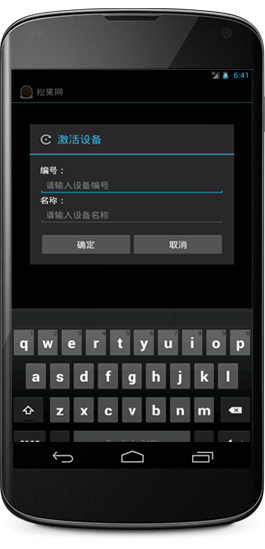 6:41
松果网
激活设备
编号：
请输入设备编号
名称：
请输入设备名称
确定 取消
q w e r t y u i o p
a s d f g h j k l
z x c v b n m